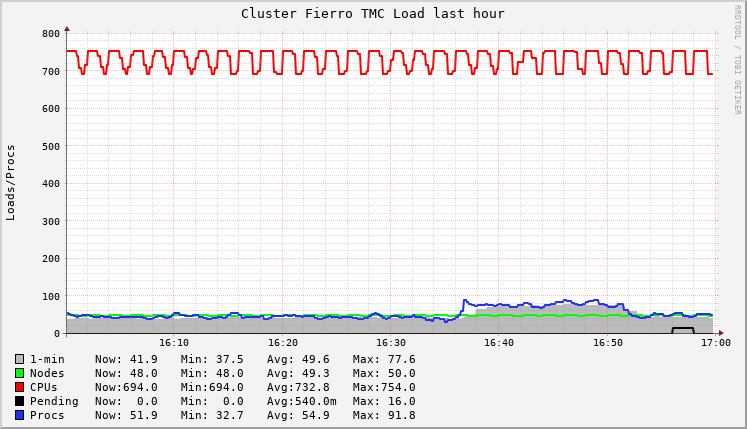 Cluster Fierro TMC Load last hour
RRDTOOL / TOBI OETIKER
Loads/Procs
800
700
600
500
400
300
200
100
0
16:10 16:20 16:30 16:40 16:50 17:00
1-min Now: 41.9 Min: 37.5 Avg: 49.6 Max: 77.6
Nodes Now: 48.0 Min: 48.0 Avg: 49.3 Max: 50.0
CPUs Now:694.0 Min:694.0 Avg:732.8 Max:754.0
Pending Now: 0.0 Min: 0.0 Avg:540.0m Max: 16.0
Procs Now: 51.9 Min: 32.7 Avg: 54.9 Max: 91.8